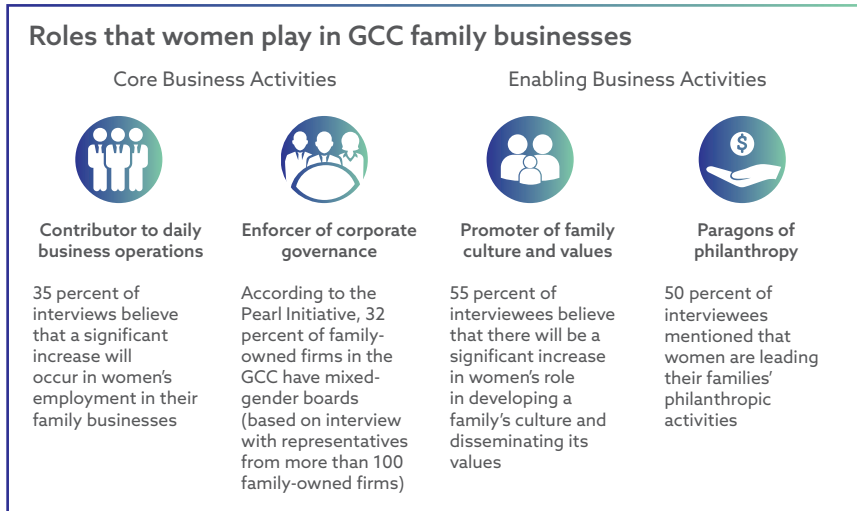 Roles that women play in GCC family businesses
Core Business Activities
Enabling Business Activities
$
Contributor to daily
business operations
35 percent of
interviews believe
that a significant
increase will
occur in women's
employment in their
family businesses
Enforcer of corporate
governance
According to the
Pearl Initiative, 32
percent of family-
owned firms in the
GCC have mixed-
gender boards
(based on interview
with representatives
from more than 100
family-owned firms)
Promoter of family
culture and values
55 percent of
interviewees believe
that there will be a
significant increase
in women's role
in developing a
family's culture and
disseminating its
values
Paragons of
philanthropy
50 percent of
interviewees
mentioned that
women are leading
their families'
philanthropic
activities